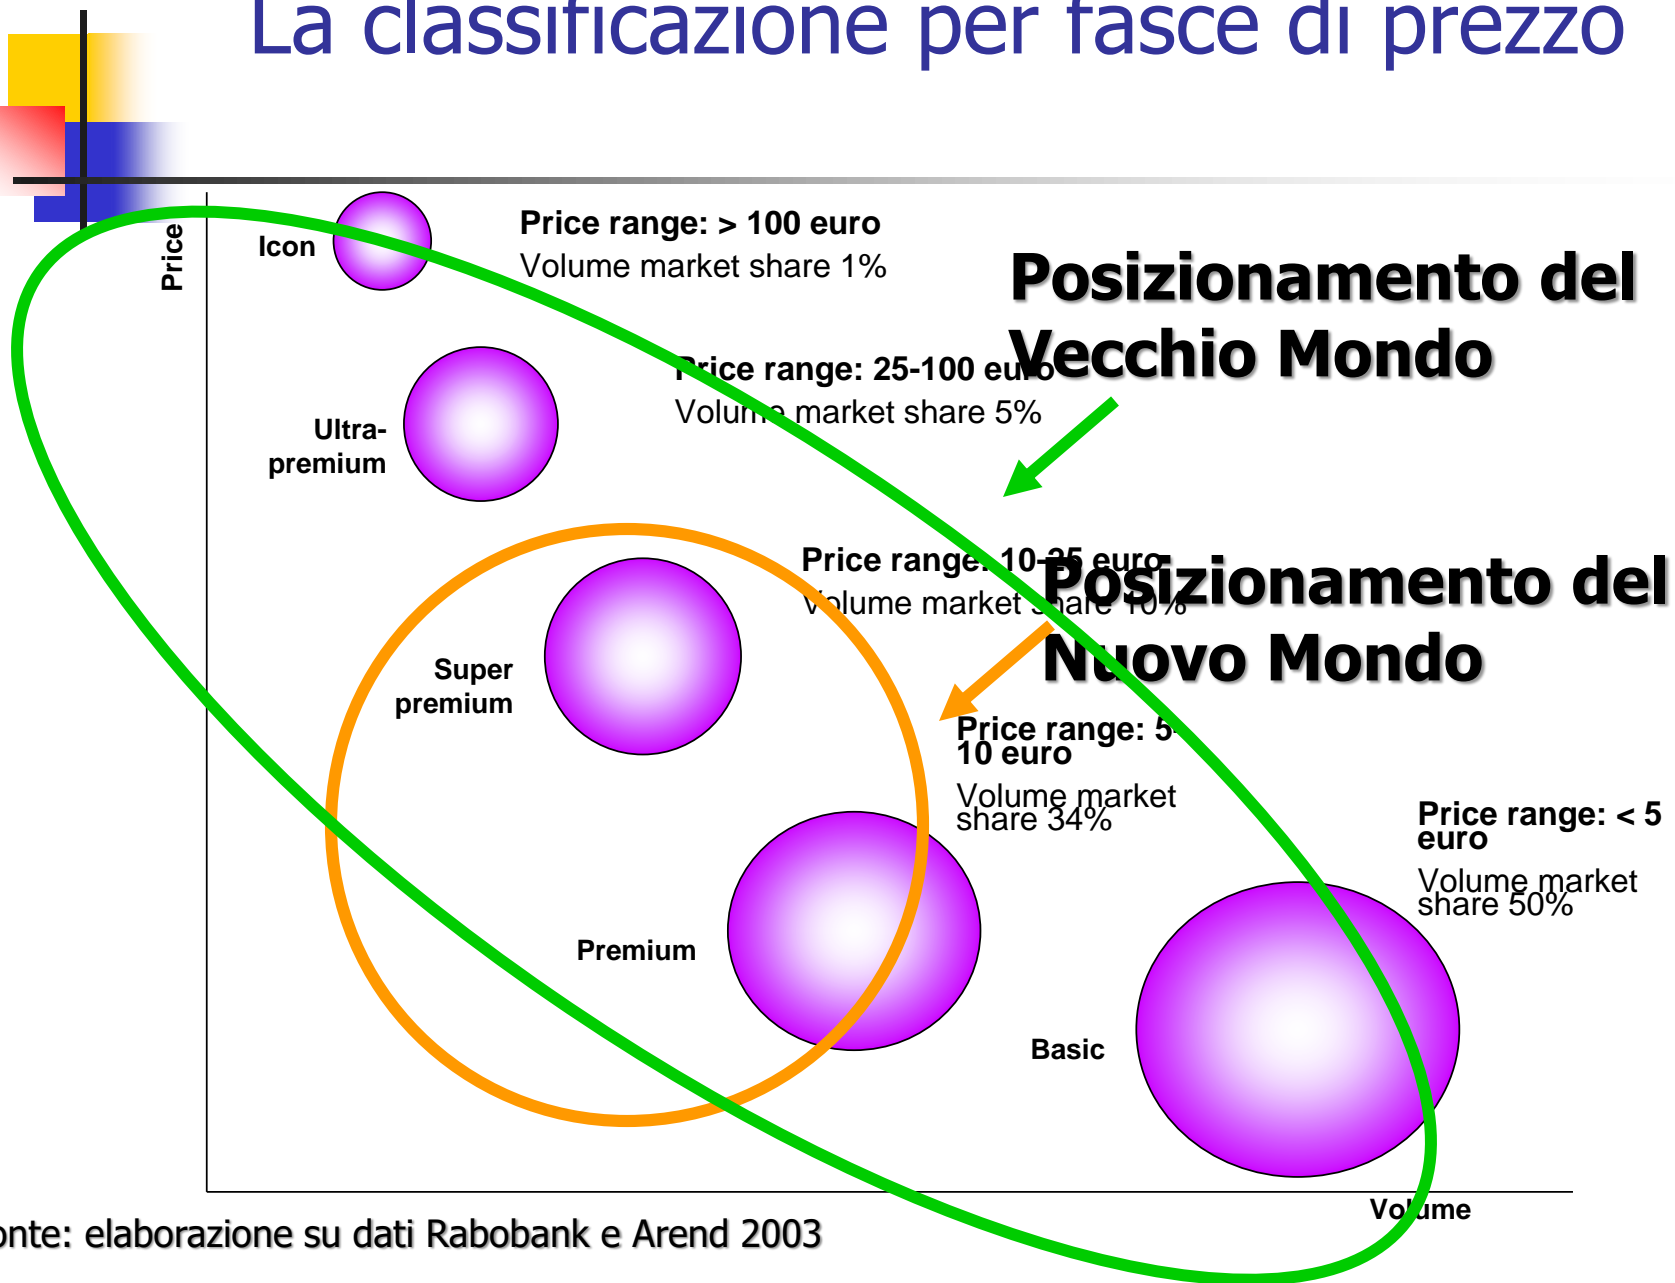 La classificazione per fasce di prezzo
Price
Icon
Price range: > 100 euro
Volume market share 1%
Posizionamento del
Vecchio Mondo
Price range: 25-100 euro
Volume market share 5%
Ultra-
premium
Price range: 10-25 euro
Volume market share 10%
Posizionamento del
Nuovo Mondo
Super
premium
Price range: 5-
10 euro
Volume market
share 34%
Price range: < 5
euro
Volume market
share 50%
Premium
Basic
Volume
onte: elaborazione su dati Rabobank e Arend 2003